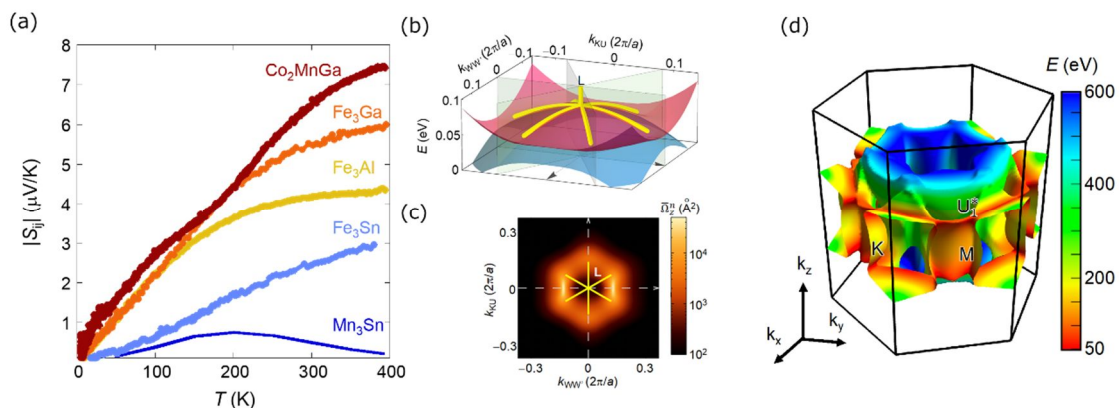 (a)
8
7
6
5
4
3
2
1
|S_ij| (μV/K)
Co₂MnGa
Fe₃Ga
Fe₃Al
Fe₃Sn
Mn₃Sn
0
100
200
300
400
T (K)
(b)
k_WW' (2π/a)
0.1
0
-0.1
k_KU (2π/a)
-0.1
0
0.1
L
0.1
0.05
0
E (eV)
(c)
0.3
0
-0.3
k_KU (2π/a)
L
-0.3
0
0.3
k_WW' (2π/a)
Ω̅ⁿ_z (Å²)
10⁴
10³
10²
(d)
E (eV)
600
400
200
50
U*₁
K
M
k_z
k_y
k_x